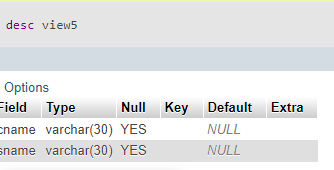 desc view5
Options
Field Type Null Key Default Extra
cname varchar(30) YES NULL
sname varchar(30) YES NULL